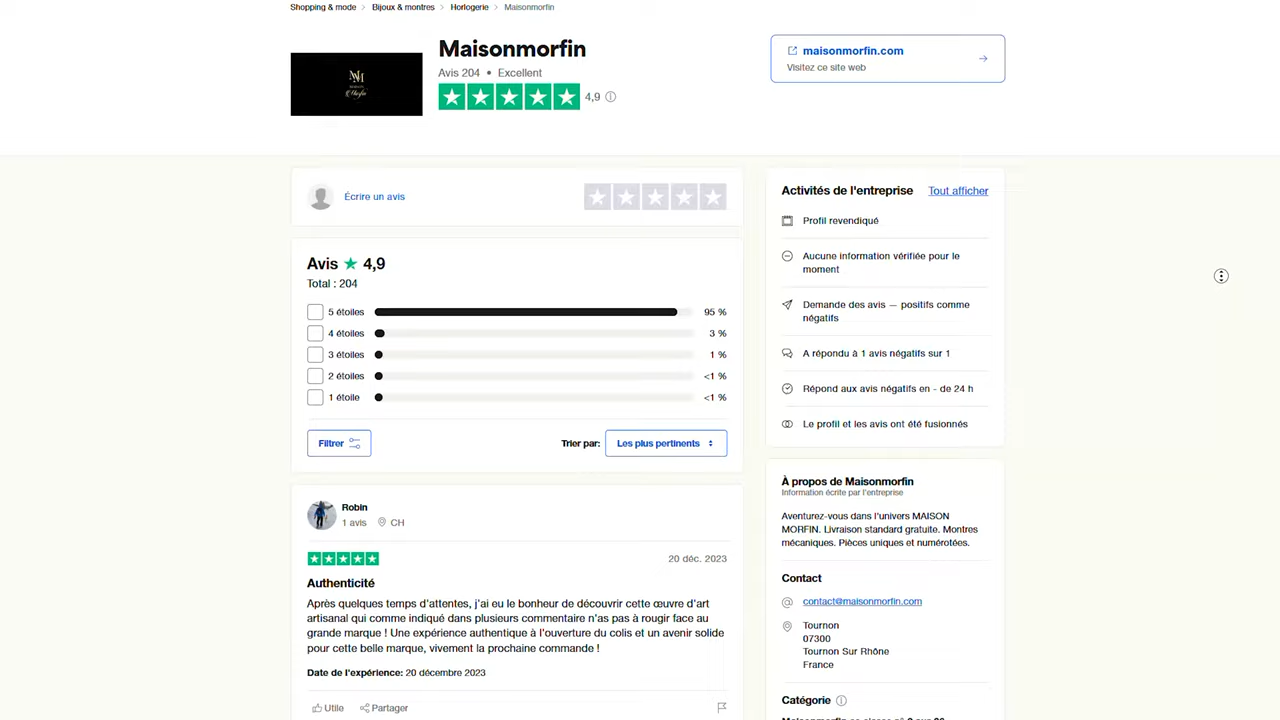 Shopping & mode > Bijoux & montres > Horlogerie > Maisonmorfin
Maisonmorfin
Avis 204 • Excellent
4,9
maisonmorfin.com
Visitez ce site web
Écrire un avis
Avis ★ 4,9
Total : 204
5 étoiles 95 %
4 étoiles 3 %
3 étoiles 1 %
2 étoiles <1 %
1 étoile <1 %
Filtrer
Trier par: Les plus pertinents
Robin
1 avis CH
20 déc. 2023
Authenticité
Après quelques temps d'attentes, j'ai eu le bonheur de découvrir cette œuvre d'art
artisanal qui comme indiqué dans plusieurs commentaire n'as pas à rougir face au
grande marque ! Une expérience authentique à l'ouverture du colis et un avenir solide
pour cette belle marque, vivement la prochaine commande !
Date de l'expérience: 20 décembre 2023
Utile Partager
Activités de l'entreprise Tout afficher
Profil revendiqué
Aucune information vérifiée pour le
moment
Demande des avis — positifs comme
négatifs
A répondu à 1 avis négatifs sur 1
Répond aux avis négatifs en - de 24 h
Le profil et les avis ont été fusionnés
À propos de Maisonmorfin
Information écrite par l'entreprise
Aventurez-vous dans l'univers MAISON
MORFIN. Livraison standard gratuite. Montres
mécaniques. Pièces uniques et numérotées.
Contact
contact@maisonmorfin.com
Tournon
07300
Tournon Sur Rhône
France
Catégorie